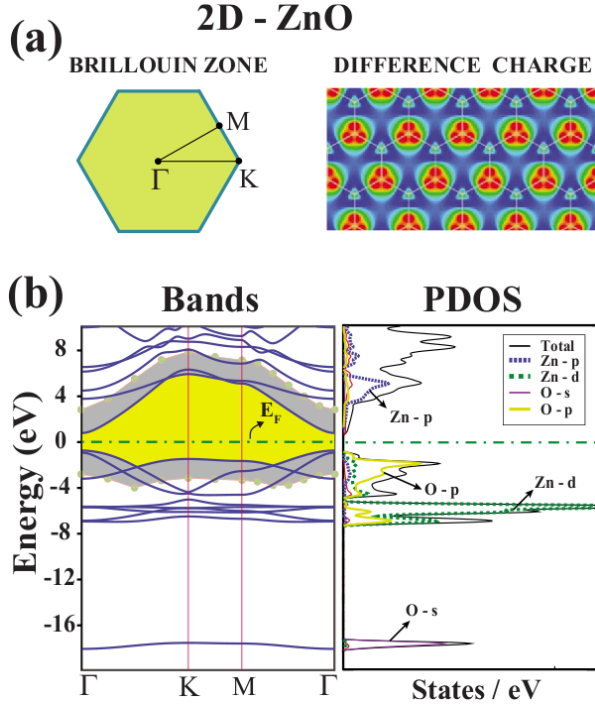 2D - ZnO
(a)
BRILLOUIN ZONE
DIFFERENCE CHARGE
M
Γ
K
(b)
Bands
PDOS
8
4
0
-4
-8
-12
-16
Energy (eV)
E_F
Γ
K
M
Γ
Total
Zn - p
Zn - d
O - s
O - p
Zn - p
O - p
Zn - d
O - s
States / eV